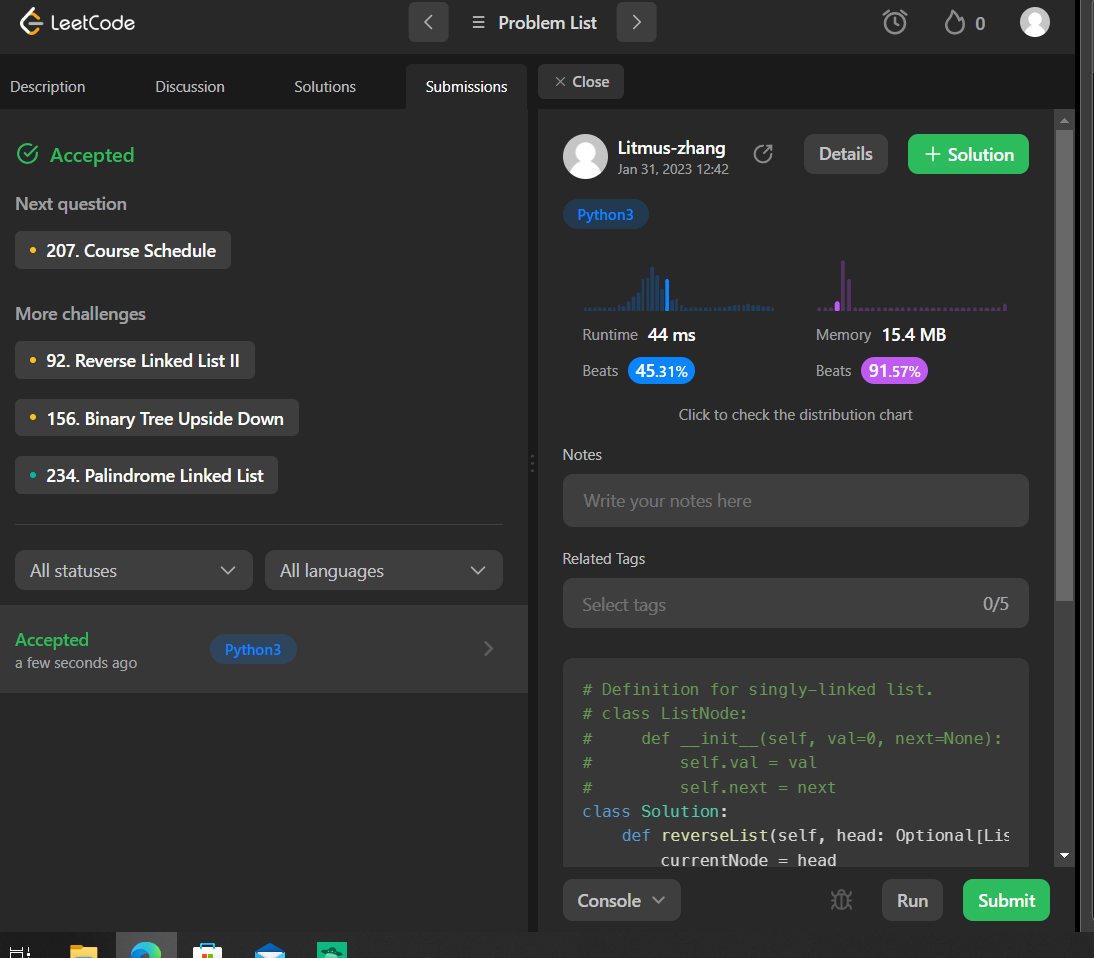 LeetCode
Problem List
0
Description
Discussion
Solutions
Submissions
Accepted
Next question
207. Course Schedule
More challenges
92. Reverse Linked List II
156. Binary Tree Upside Down
234. Palindrome Linked List
All statuses
All languages
Accepted
Python3
a few seconds ago
Close
Litmus-zhang
Jan 31, 2023 12:42
Details
+ Solution
Python3
Runtime 44 ms
Memory 15.4 MB
Beats 45.31%
Beats 91.57%
Click to check the distribution chart
Notes
Write your notes here
Related Tags
Select tags
0/5
# Definition for singly-linked list.
# class ListNode:
#     def __init__(self, val=0, next=None):
#         self.val = val
#         self.next = next
class Solution:
    def reverseList(self, head: Optional[Lis
        currentNode = head
Console
Run
Submit